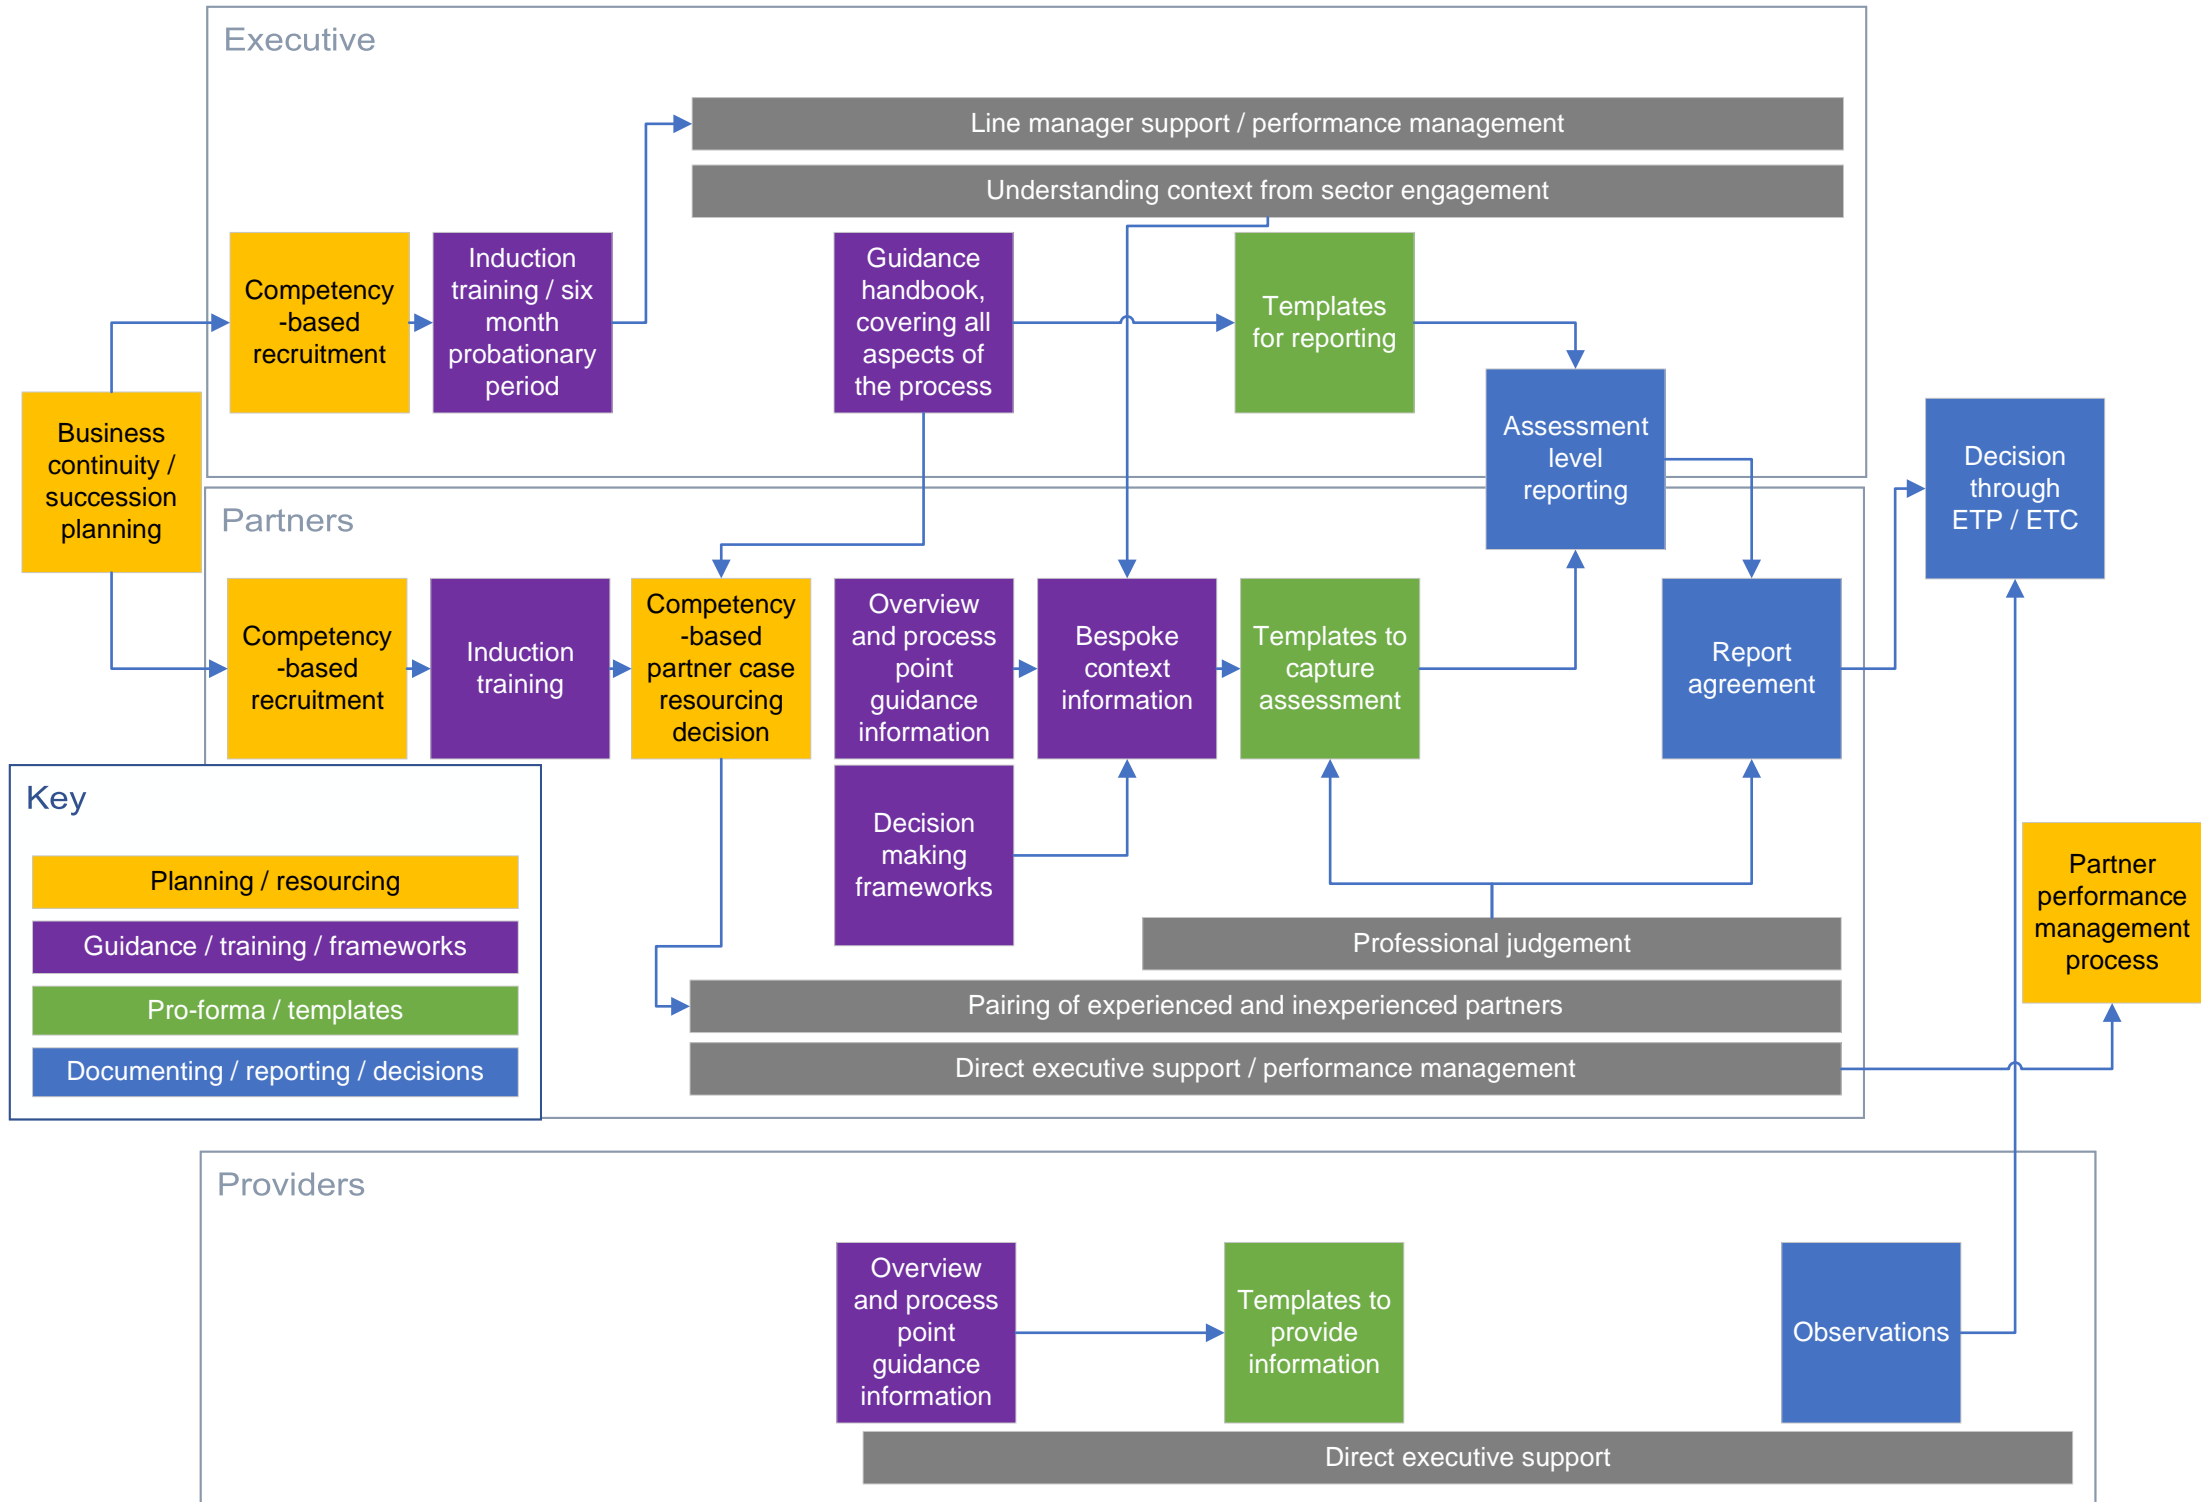 Executive
Line manager support / performance management
Understanding context from sector engagement
Competency
-based
recruitment
Induction
training / six
month
probationary
period
Guidance
handbook,
covering all
aspects of
the process
Templates
for reporting
Assessment
level
reporting
Business
continuity /
succession
planning
Decision
through
ETP / ETC
Partners
Competency
-based
recruitment
Induction
training
Competency
-based
partner case
resourcing
decision
Overview
and process
point
guidance
information
Bespoke
context
information
Templates to
capture
assessment
Report
agreement
Decision
making
frameworks
Professional judgement
Pairing of experienced and inexperienced partners
Direct executive support / performance management
Partner
performance
management
process
Key
Planning / resourcing
Guidance / training / frameworks
Pro-forma / templates
Documenting / reporting / decisions
Providers
Overview
and process
point
guidance
information
Templates to
provide
information
Observations
Direct executive support